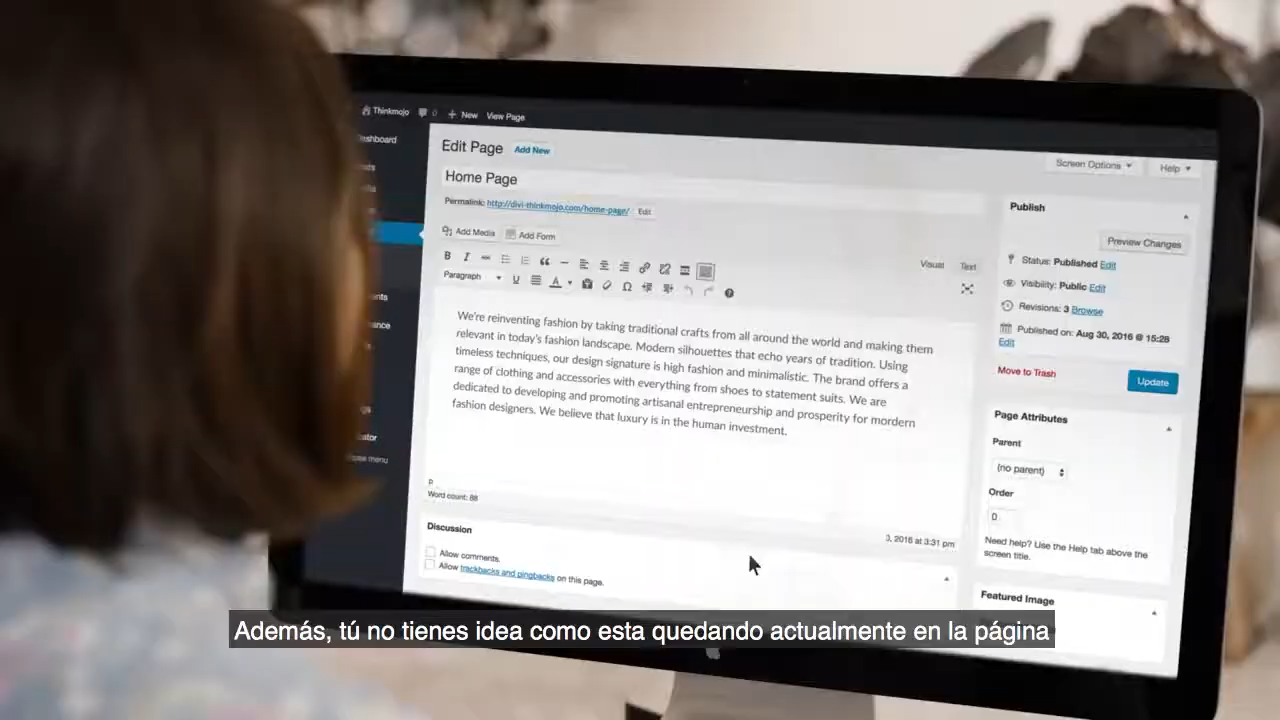 Thinkmojo 0 + New View Page
Edit Page Add New
Screen Options Help
Home Page
Permalink: http://divi-thinkmojo.com/home-page/ Edit
Add Media Add Form
Visual Text
B I
Paragraph U A
We're reinventing fashion by taking traditional crafts from all around the world and making them
relevant in today's fashion landscape. Modern silhouettes that echo years of tradition. Using
timeless techniques, our design signature is high fashion and minimalistic. The brand offers a
range of clothing and accessories with everything from shoes to statement suits. We are
dedicated to developing and promoting artisanal entrepreneurship and prosperity for mordern
fashion designers. We believe that luxury is in the human investment.
P
Word count: 88
3, 2016 at 3:31 pm
Discussion
Allow comments.
Allow trackbacks and pingbacks on this page.
Publish
Preview Changes
Status: Published Edit
Visibility: Public Edit
Revisions: 3 Browse
Published on: Aug 30, 2016 @ 15:28
Edit
Move to Trash Update
Page Attributes
Parent
(no parent)
Order
0
Need help? Use the Help tab above the
screen title.
Featured Image
Además, tú no tienes idea como esta quedando actualmente en la página